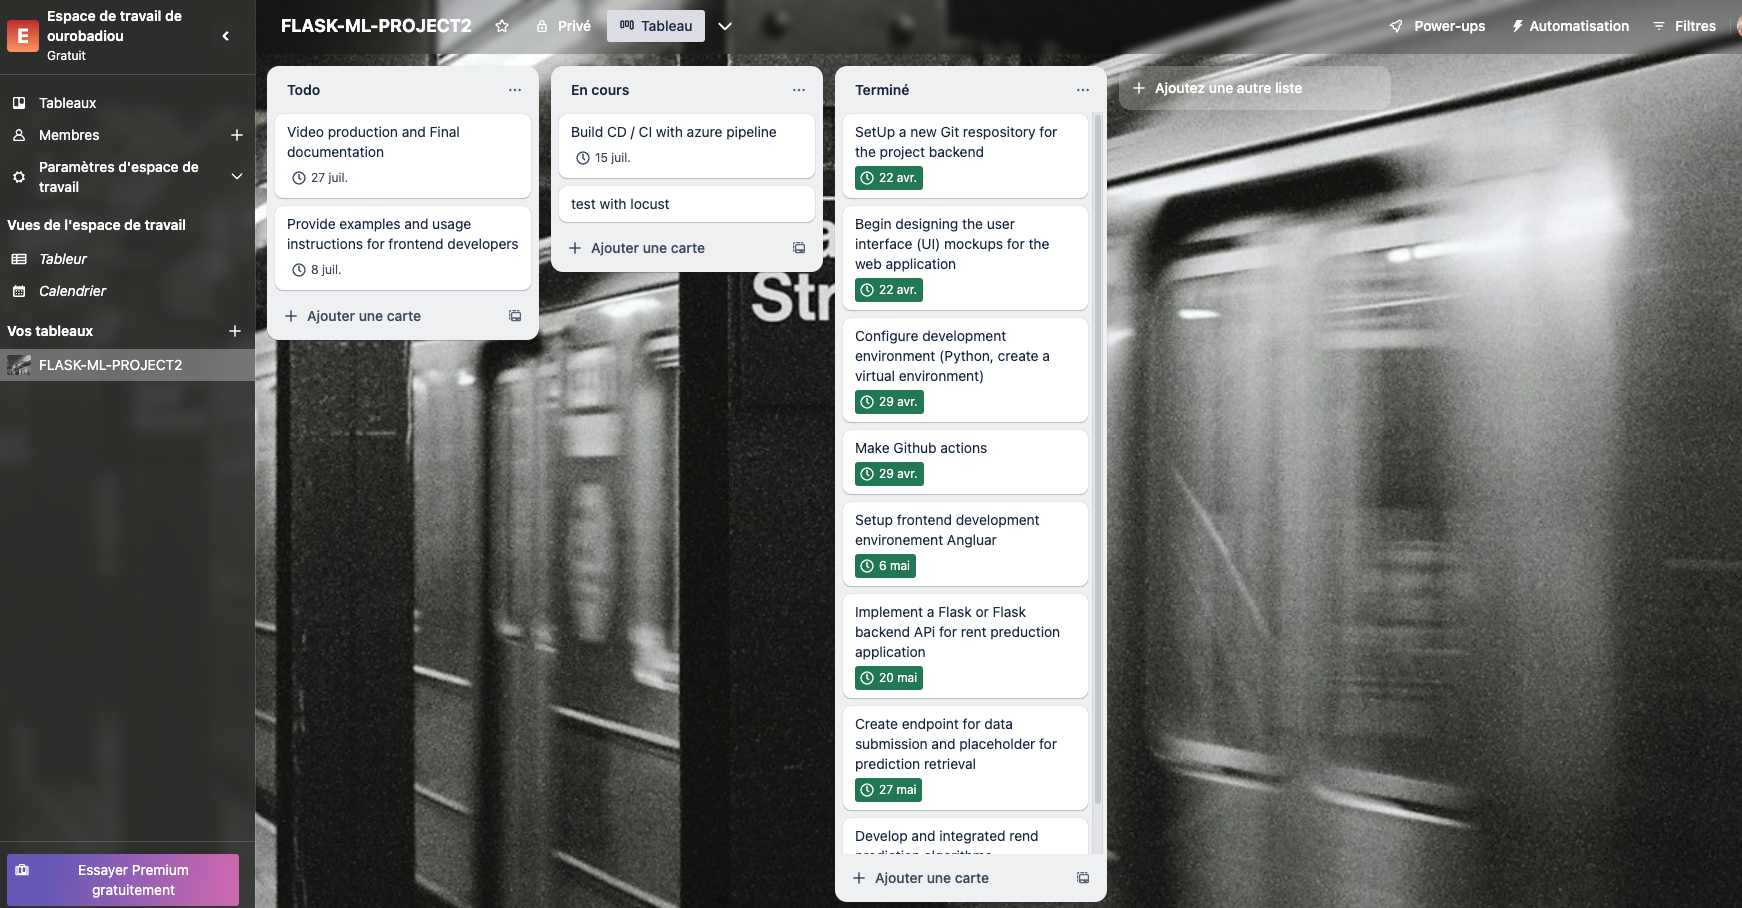 E
Espace de travail de
ourobadiou
Gratuit
Tableaux
Membres
Paramètres d'espace de
travail
Vues de l'espace de travail
Tableur
Calendrier
Vos tableaux
FLASK-ML-PROJECT2
Essayer Premium
gratuitement
FLASK-ML-PROJECT2
Privé
Tableau
Power-ups
Automatisation
Filtres
Todo
Video production and Final
documentation
27 juil.
Provide examples and usage
instructions for frontend developers
8 juil.
Ajouter une carte
En cours
Build CD / CI with azure pipeline
15 juil.
test with locust
Ajouter une carte
Terminé
SetUp a new Git respository for
the project backend
22 avr.
Begin designing the user
interface (UI) mockups for the
web application
22 avr.
Configure development
environment (Python, create a
virtual environment)
29 avr.
Make Github actions
29 avr.
Setup frontend development
environement Angluar
6 mai
Implement a Flask or Flask
backend APi for rent preduction
application
20 mai
Create endpoint for data
submission and placeholder for
prediction retrieval
27 mai
Develop and integrated rend
Ajouter une carte
Ajoutez une autre liste
Str